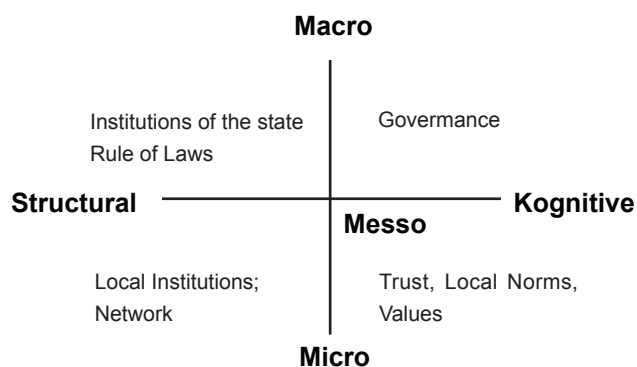 Macro
Institutions of the state
Rule of Laws
Govermance
Structural
Kognitive
Messo
Local Institutions;
Network
Trust, Local Norms,
Values
Micro